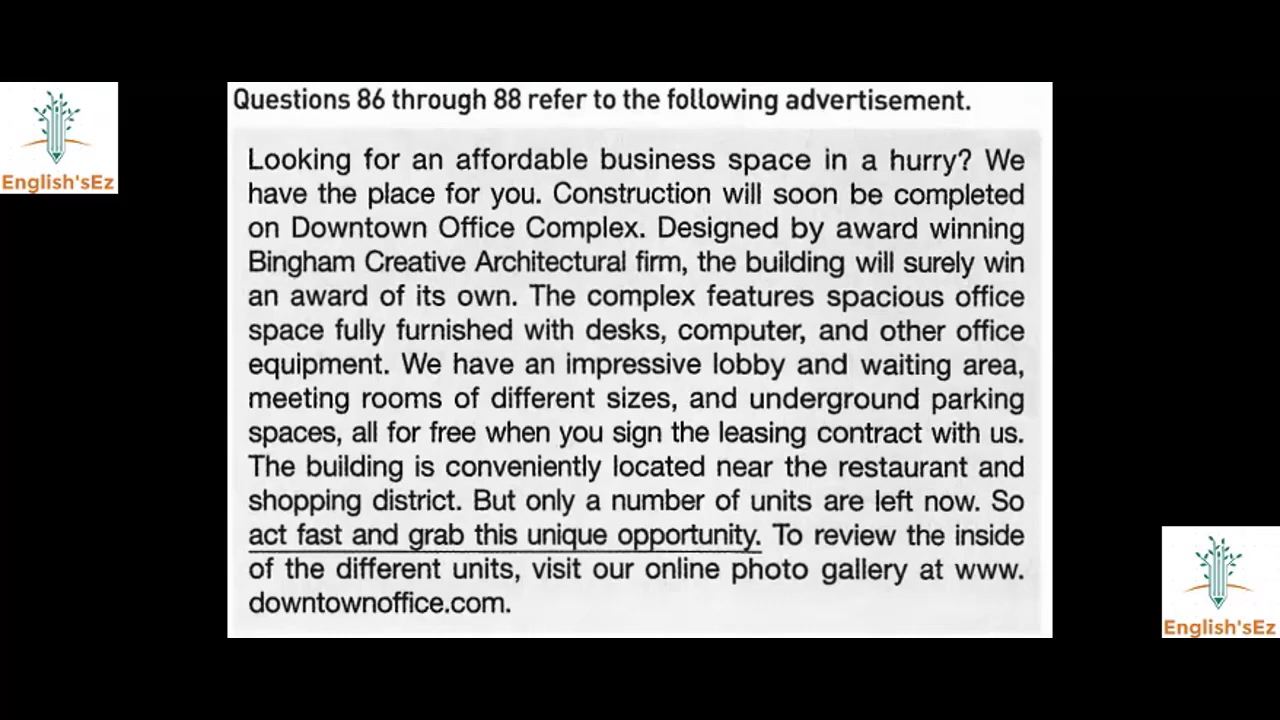 Questions 86 through 88 refer to the following advertisement.
Looking for an affordable business space in a hurry? We
have the place for you. Construction will soon be completed
on Downtown Office Complex. Designed by award winning
Bingham Creative Architectural firm, the building will surely win
an award of its own. The complex features spacious office
space fully furnished with desks, computer, and other office
equipment. We have an impressive lobby and waiting area,
meeting rooms of different sizes, and underground parking
spaces, all for free when you sign the leasing contract with us.
The building is conveniently located near the restaurant and
shopping district. But only a number of units are left now. So
act fast and grab this unique opportunity. To review the inside
of the different units, visit our online photo gallery at www.
downtownoffice.com.
English'sEz
English'sEz